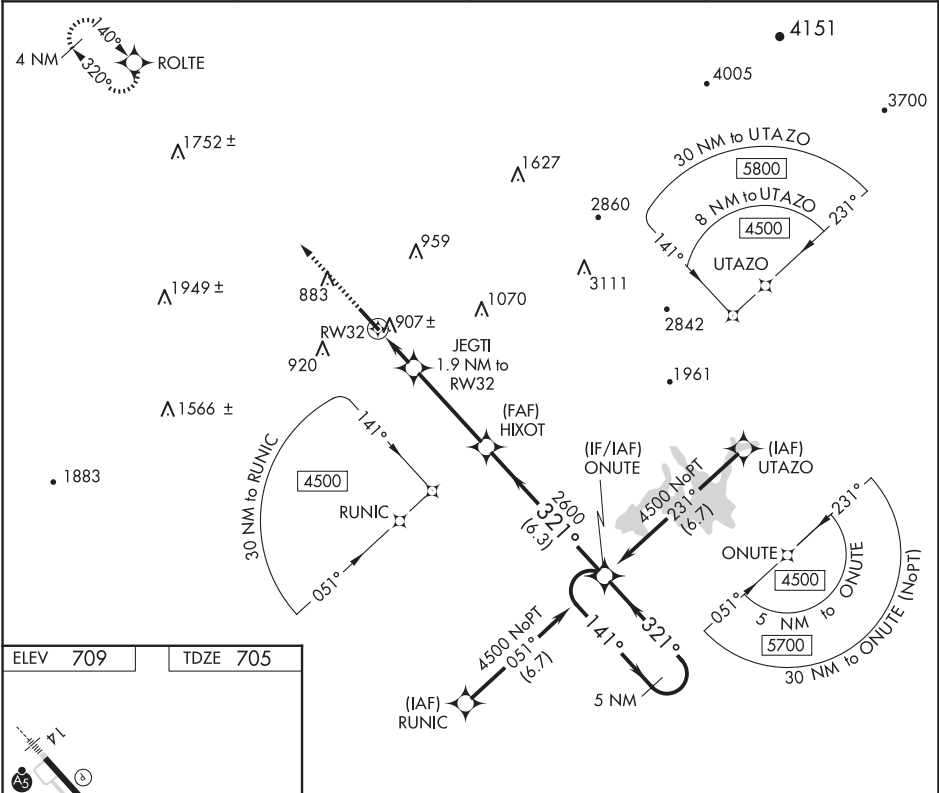 140°
320°
4 NM
ROLTE
4151
4005
3700
1752 ±
1627
30 NM to UTAZO
5800
8 NM to UTAZO
4500
231°
141°
UTAZO
2860
959
3111
1949 ±
883
1070
2842
RW32
907 ±
920
JEGTI
1.9 NM to
RW32
1961
1566 ±
(FAF)
HIXOT
(IF/IAF)
ONUTE
(IAF)
UTAZO
1883
30 NM to RUNIC
4500
141°
RUNIC
051°
2600
321°
(6.3)
4500 NoPT
231°
(6.7)
ONUTE
231°
051°
4500
5 NM to ONUTE
5700
30 NM to ONUTE (NoPT)
4500 NoPT
051°
(6.7)
141°
321°
5 NM
(IAF)
RUNIC
ELEV 709
TDZE 705
14
A5
P